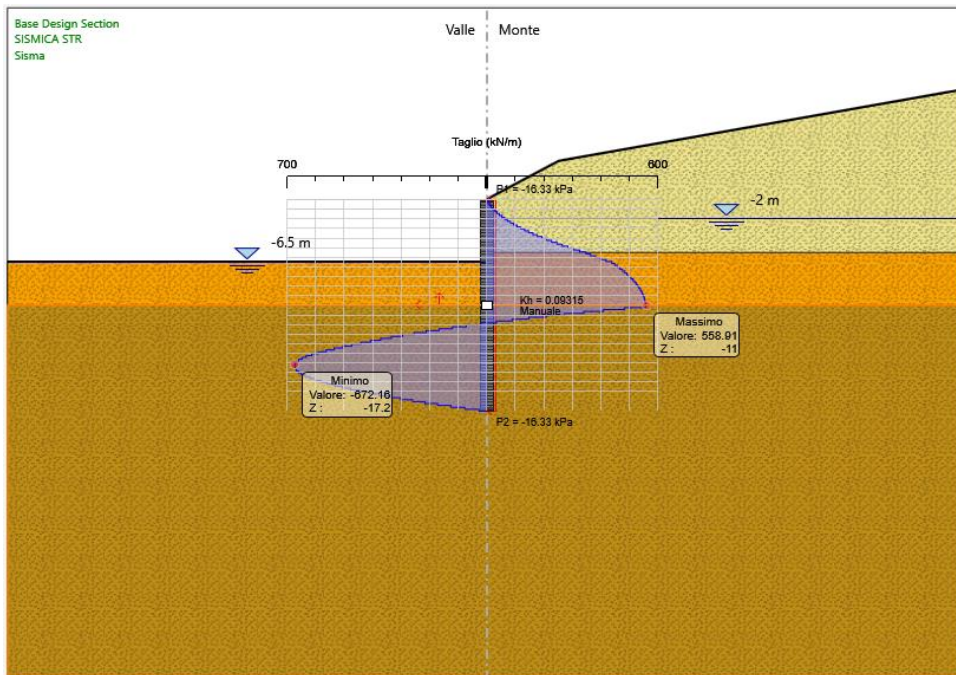 Base Design Section
SISMICA STR
Sisma
Valle
Monte
Taglio (kN/m)
700
600
P1 = -16.33 kPa
-2 m
-6.5 m
Kh = 0.09315
Manuale
Massimo
Valore: 558.91
Z : -11
Minimo
Valore: -672.16
Z : -17.2
P2 = -16.33 kPa